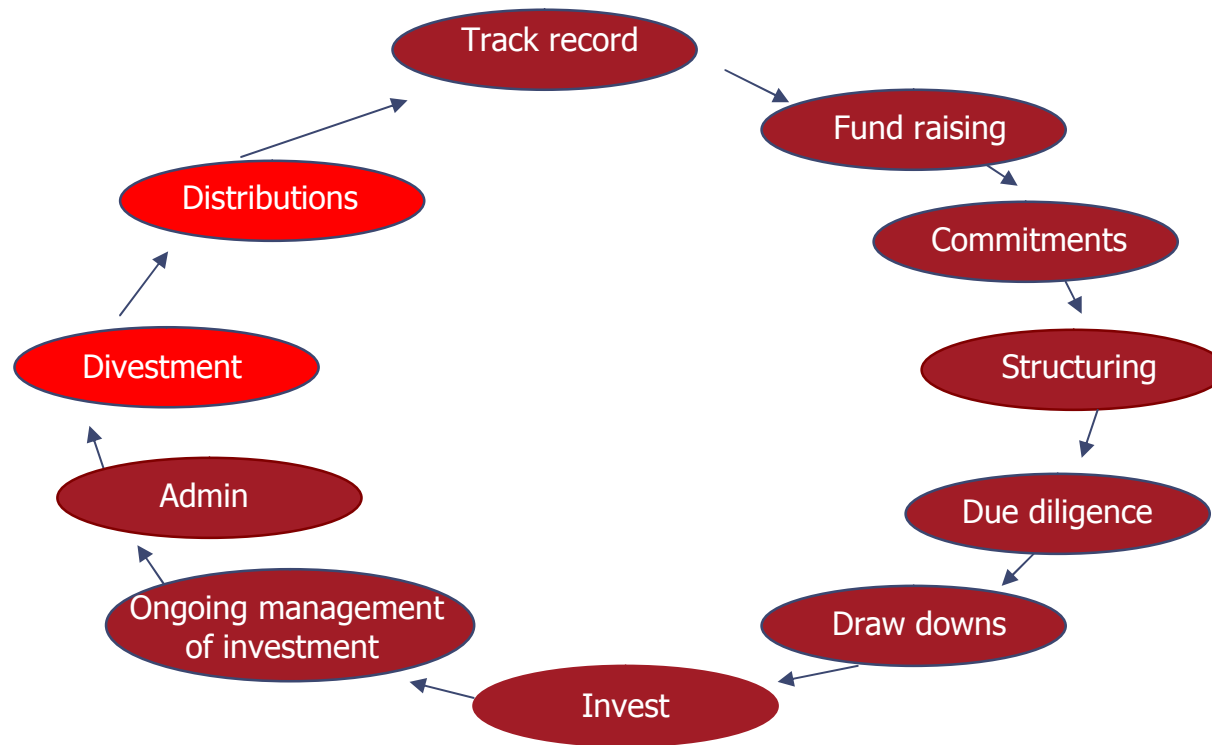 Track record
Fund raising
Commitments
Structuring
Due diligence
Draw downs
Invest
Ongoing management
of investment
Admin
Divestment
Distributions